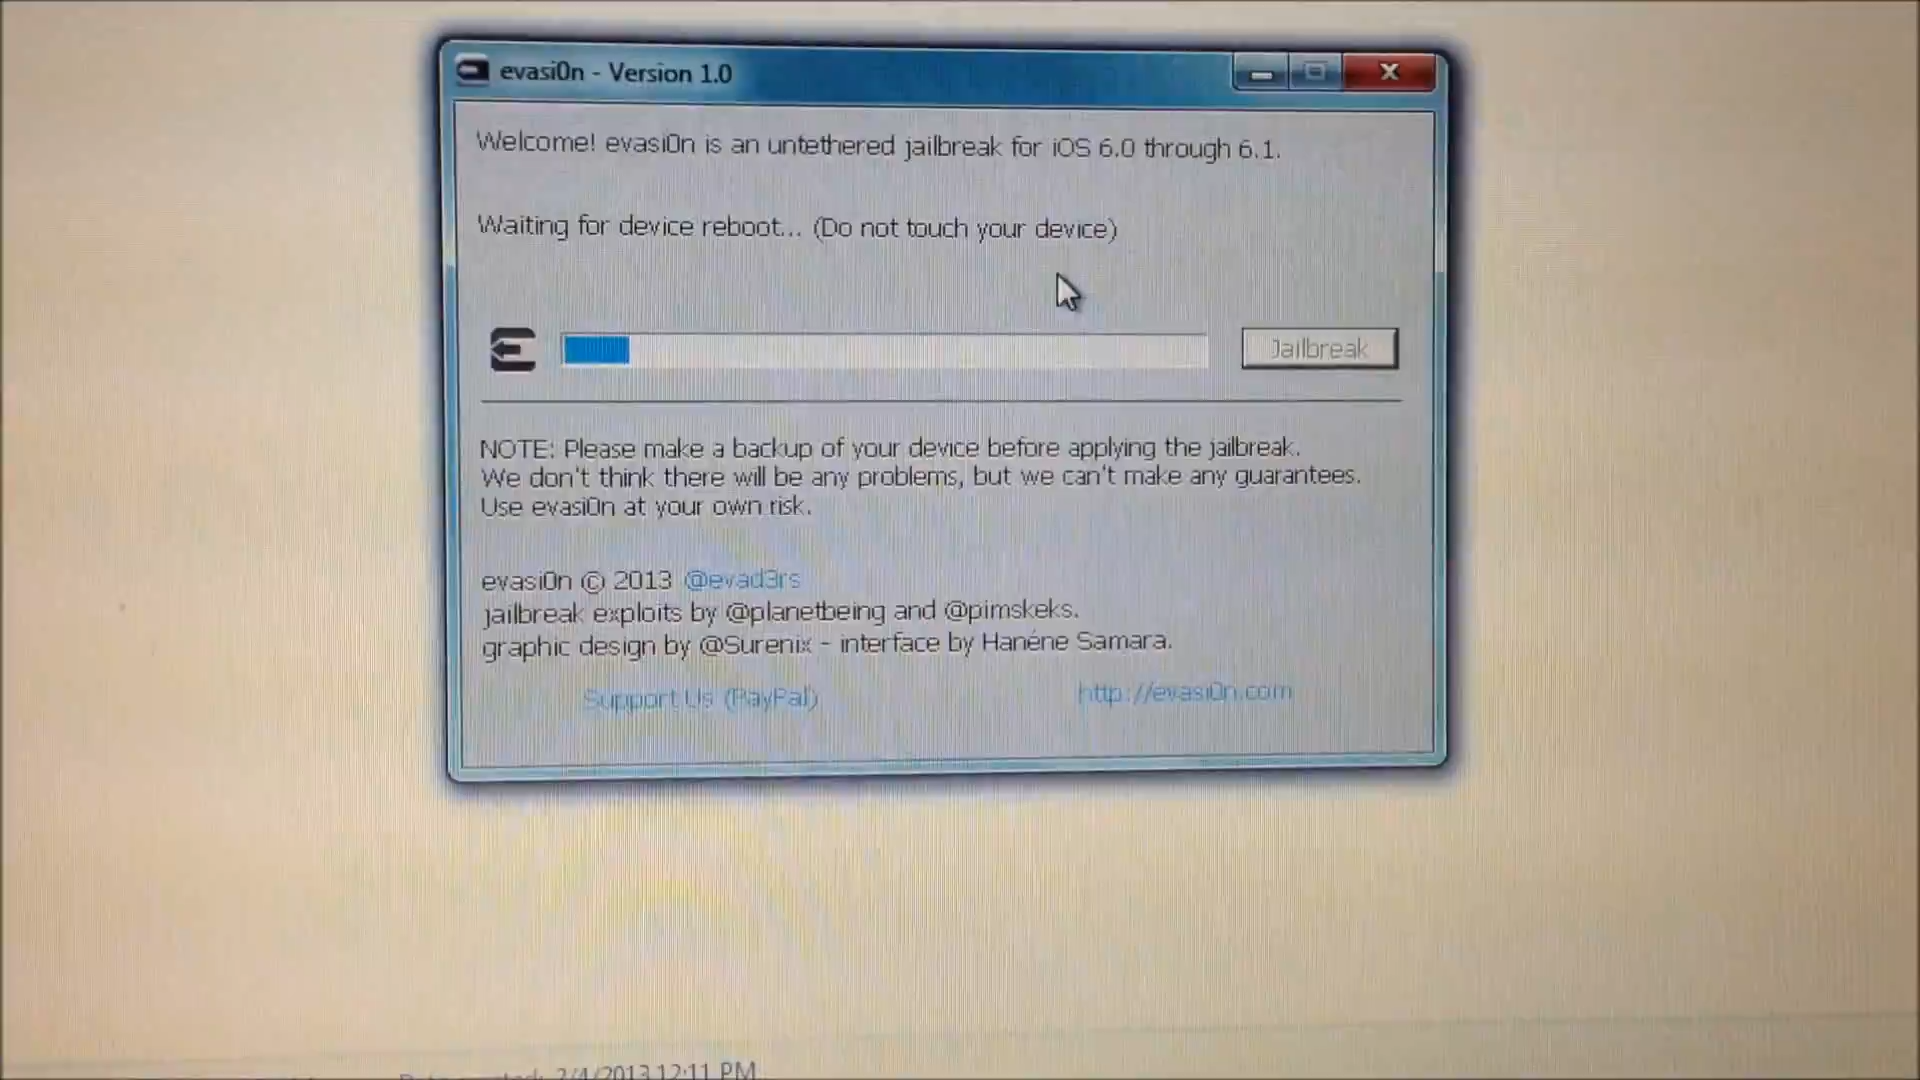 evasi0n - Version 1.0
Welcome! evasi0n is an untethered jailbreak for iOS 6.0 through 6.1.
Waiting for device reboot... (Do not touch your device)
Jailbreak
NOTE: Please make a backup of your device before applying the jailbreak.
We don't think there will be any problems, but we can't make any guarantees.
Use evasi0n at your own risk.
evasi0n © 2013 @evad3rs
jailbreak exploits by @planetbeing and @pimskeks.
graphic design by @Surenix - interface by Hanéne Samara.
Support Us (PayPal) http://evasi0n.com
2/4/2013 12:11 PM